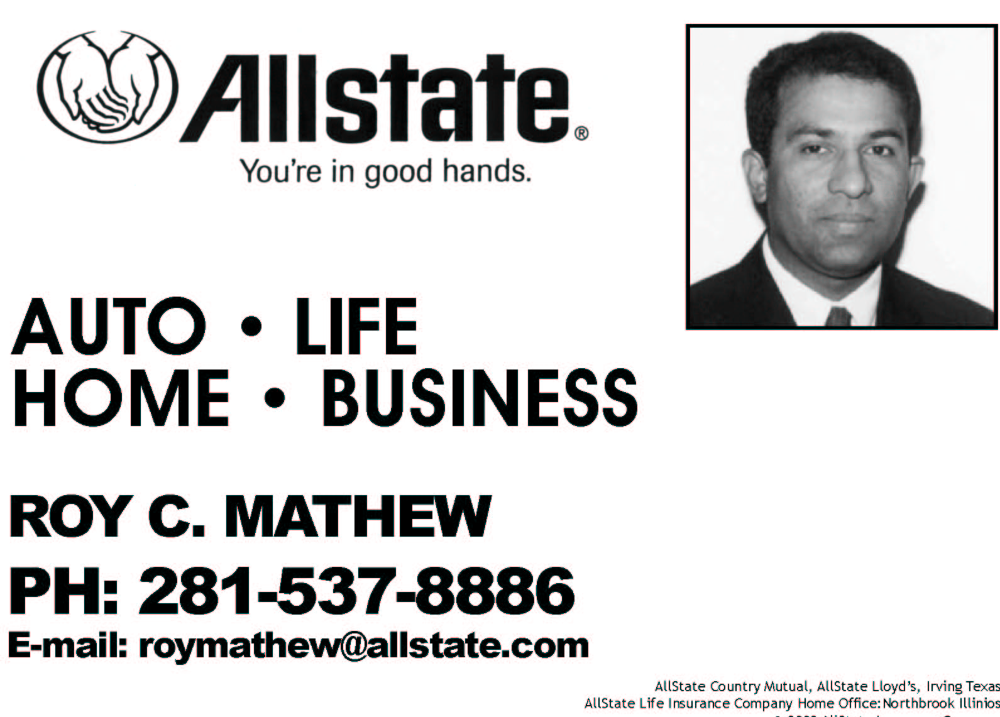 Allstate®
You're in good hands.
AUTO • LIFE
HOME • BUSINESS
ROY C. MATHEW
PH: 281-537-8886
E-mail: roymathew@allstate.com
AllState Country Mutual, AllState Lloyd's, Irving Texas
AllState Life Insurance Company Home Office: Northbrook Illinios